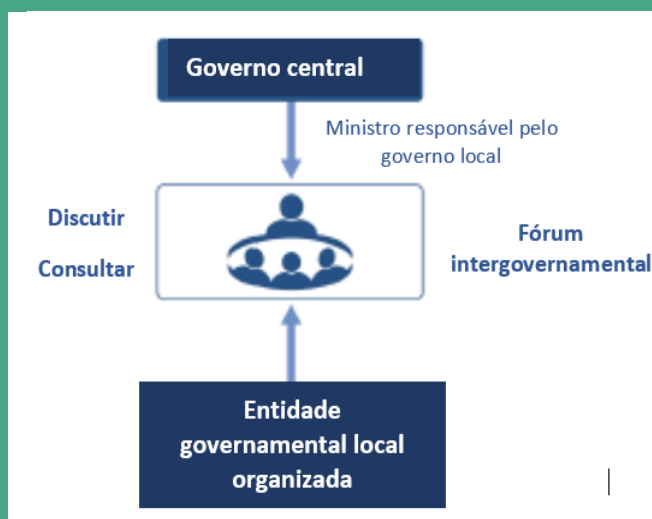 Governo central
Ministro responsável pelo
governo local
Discutir
Consultar
Fórum
intergovernamental
Entidade
governamental local
organizada